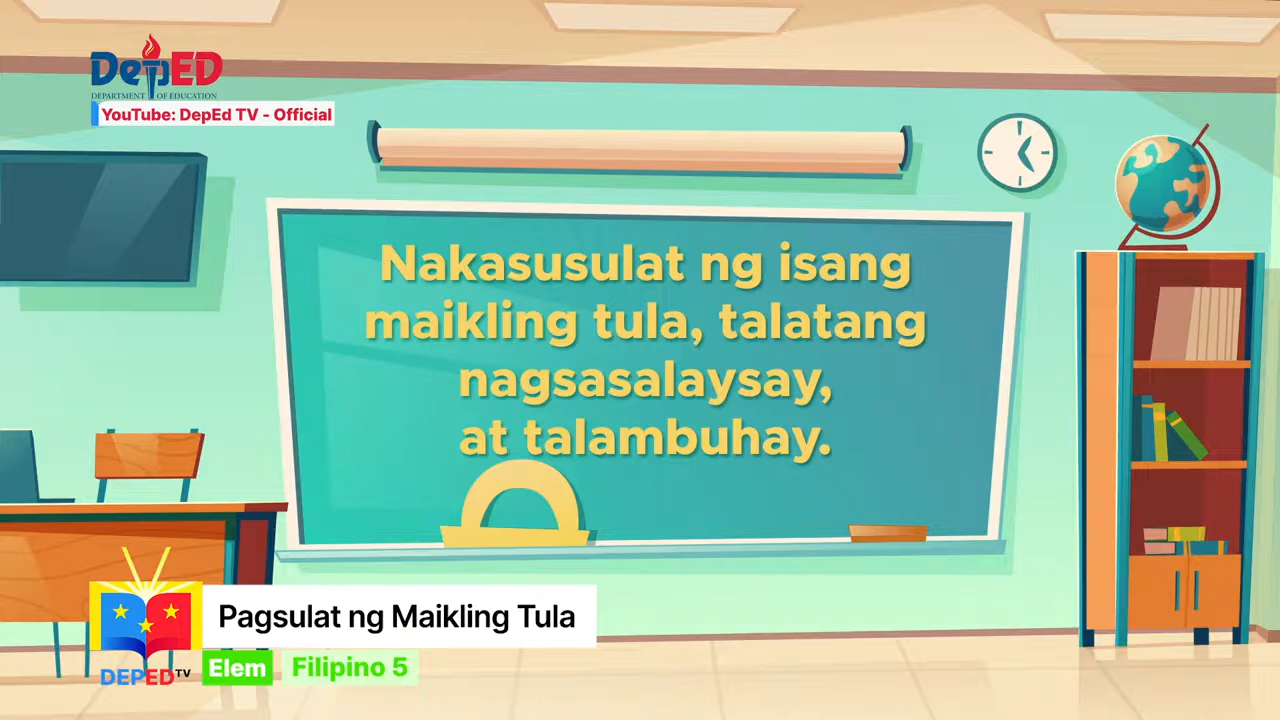 DepED
DEPARTMENT OF EDUCATION
YouTube: DepEd TV - Official
Nakasusulat ng isang
maikling tula, talatang
nagsasalaysay,
at talambuhay.
Pagsulat ng Maikling Tula
DEPED TV
Elem Filipino 5